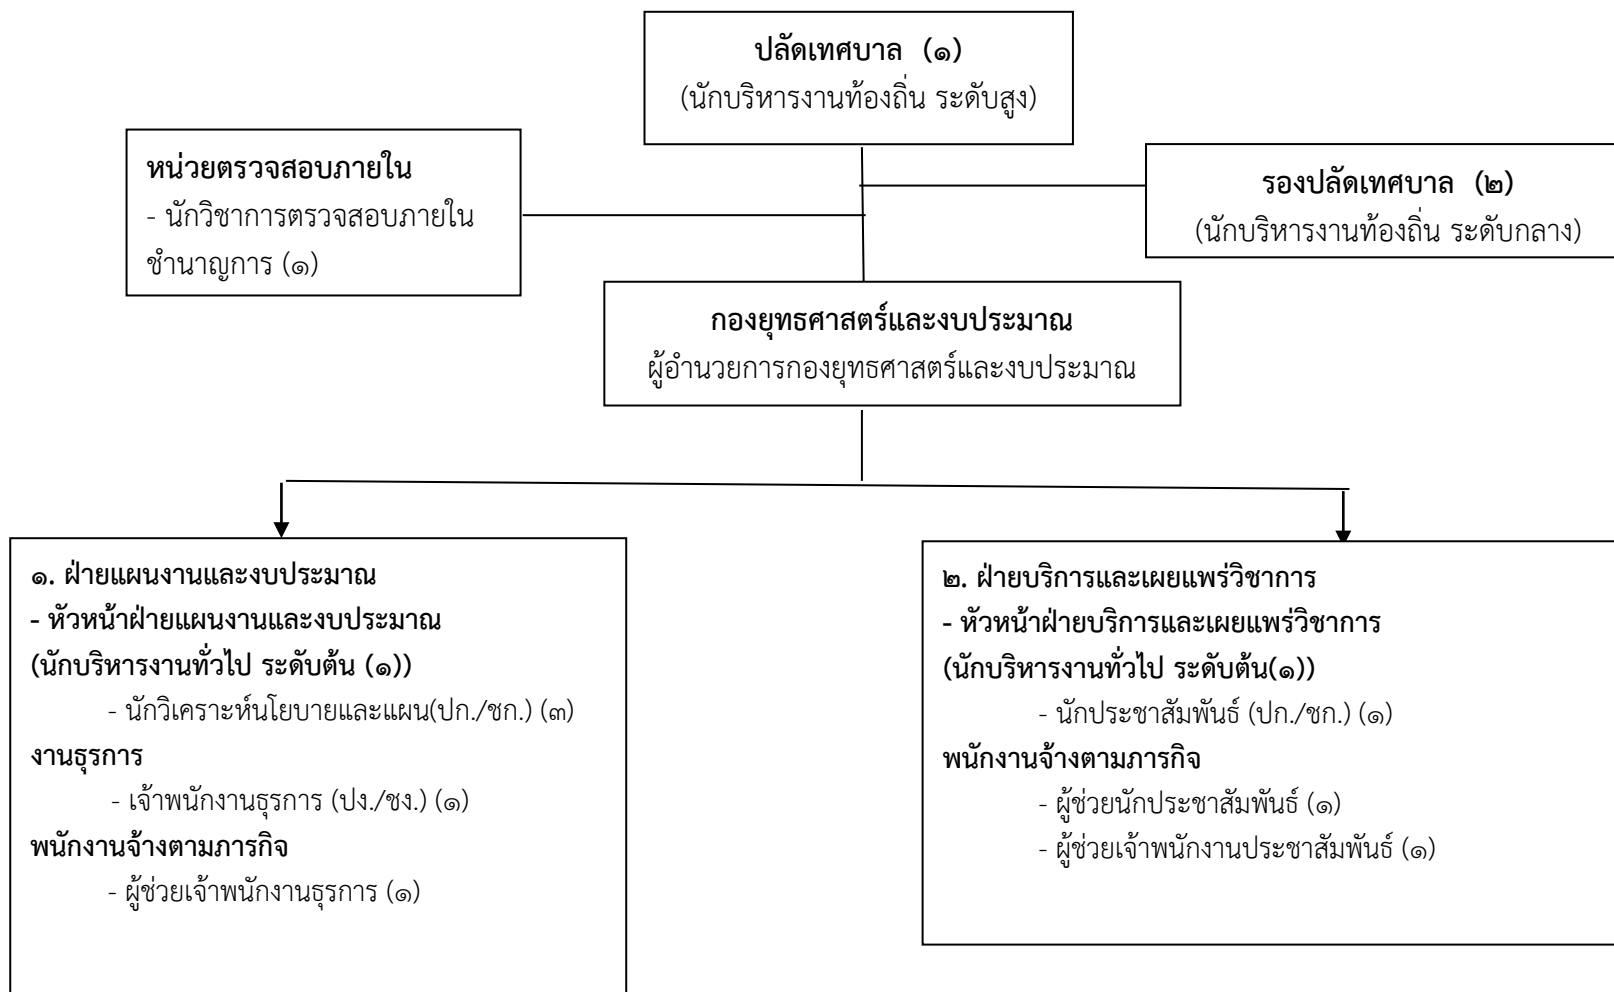 ปลัดเทศบาล (๑)
(นักบริหารงานท้องถิ่น ระดับสูง)
หน่วยตรวจสอบภายใน
- นักวิชาการตรวจสอบภายใน
ชำนาญการ (๑)
รองปลัดเทศบาล (๒)
(นักบริหารงานท้องถิ่น ระดับกลาง)
กองยุทธศาสตร์และงบประมาณ
ผู้อำนวยการกองยุทธศาสตร์และงบประมาณ
๑. ฝ่ายแผนงานและงบประมาณ
- หัวหน้าฝ่ายแผนงานและงบประมาณ
(นักบริหารงานทั่วไป ระดับต้น (๑))
- นักวิเคราะห์นโยบายและแผน(ปก./ชก.) (๓)
งานธุรการ
- เจ้าพนักงานธุรการ (ปง./ชง.) (๑)
พนักงานจ้างตามภารกิจ
- ผู้ช่วยเจ้าพนักงานธุรการ (๑)
๒. ฝ่ายบริการและเผยแพร่วิชาการ
- หัวหน้าฝ่ายบริการและเผยแพร่วิชาการ
(นักบริหารงานทั่วไป ระดับต้น(๑))
- นักประชาสัมพันธ์ (ปก./ชก.) (๑)
พนักงานจ้างตามภารกิจ
- ผู้ช่วยนักประชาสัมพันธ์ (๑)
- ผู้ช่วยเจ้าพนักงานประชาสัมพันธ์ (๑)